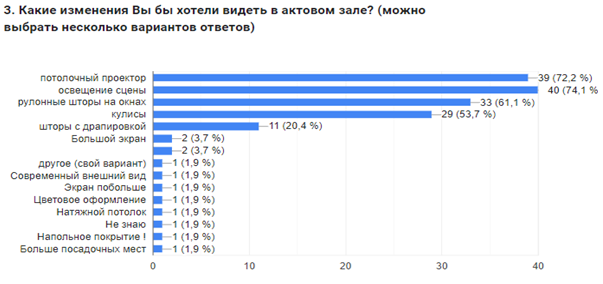 3. Какие изменения Вы бы хотели видеть в актовом зале? (можно
выбрать несколько вариантов ответов)
потолочный проектор 39 (72,2 %)
освещение сцены 40 (74,1 %
рулонные шторы на окнах 33 (61,1 %)
кулисы 29 (53,7 %)
шторы с драпировкой 11 (20,4 %)
Большой экран 2 (3,7 %)
2 (3,7 %)
другое (свой вариант) 1 (1,9 %)
Современный внешний вид 1 (1,9 %)
Экран побольше 1 (1,9 %)
Цветовое оформление 1 (1,9 %)
Натяжной потолок 1 (1,9 %)
Не знаю 1 (1,9 %)
Напольное покрытие ! 1 (1,9 %)
Больше посадочных мест 1 (1,9 %)
0 10 20 30 40